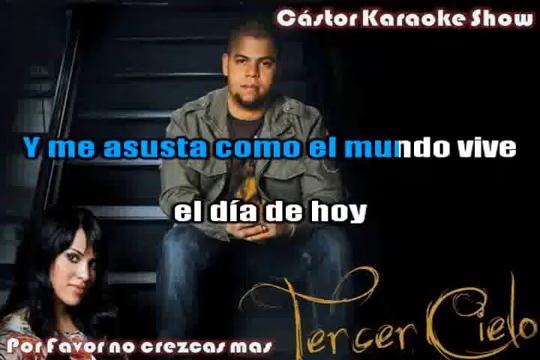 Cástor Karaoke Show
Y me asusta como el mundo vive
el día de hoy
Tercer Cielo
Por Favor no crezcas mas